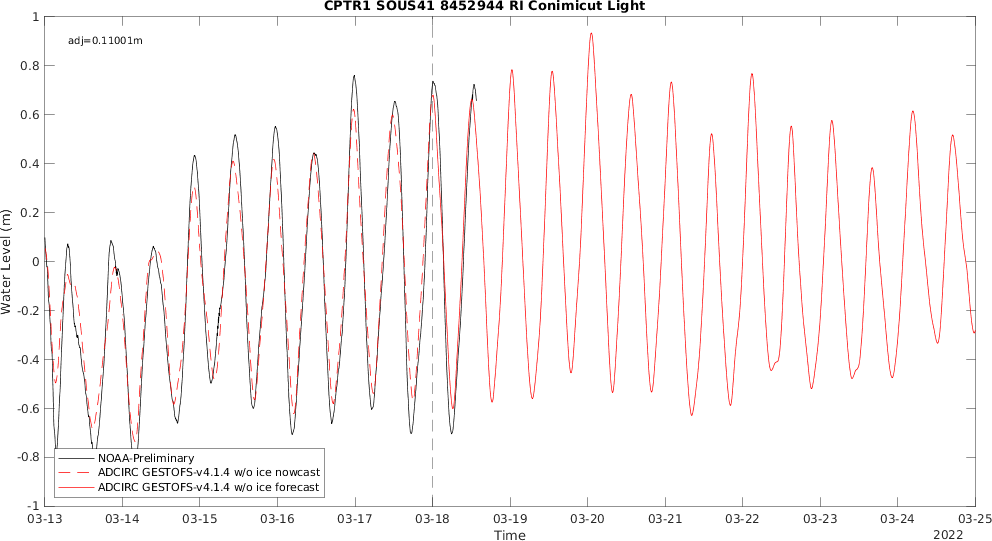 CPTR1 SOUS41 8452944 RI Conimicut Light
adj=0.11001m
1
0.8
0.6
0.4
0.2
0
-0.2
-0.4
-0.6
-0.8
-1
Water Level (m)
NOAA-Preliminary
ADCIRC GESTOFS-v4.1.4 w/o ice nowcast
ADCIRC GESTOFS-v4.1.4 w/o ice forecast
03-13 03-14 03-15 03-16 03-17 03-18 03-19 03-20 03-21 03-22 03-23 03-24 03-25
Time
2022